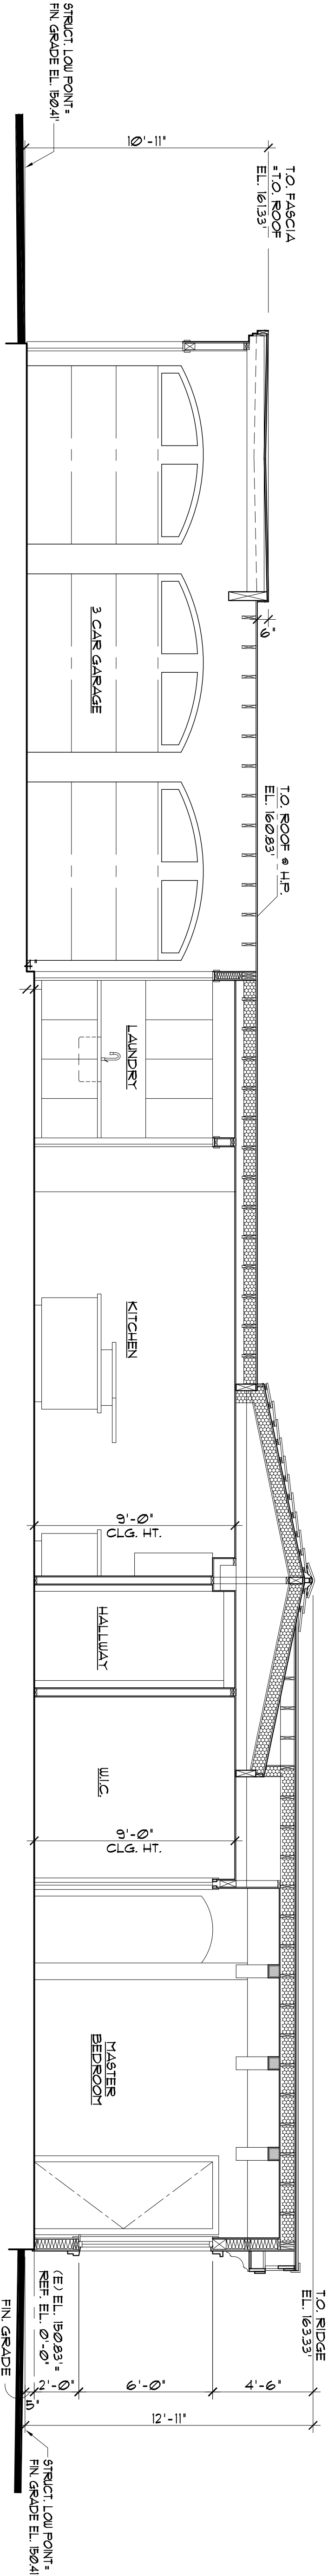 STRUCT. LOW POINT=
FIN. GRADE EL. 150.41'
10'-11"
T.O. FASCIA
=T.O. ROOF
EL. 161.33'
3 CAR GARAGE
6"
T.O. ROOF @ H.P.
EL. 160.83'
4"
LAUNDRY
KITCHEN
9'-0"
CLG. HT.
HALLWAY
W.I.C.
9'-0"
CLG. HT.
MASTER
BEDROOM
T.O. RIDGE
EL. 163.33'
(E) EL. 150.83' =
REF. EL. 0'-0"
2'-0"
6'-0"
4'-6"
5"
12'-11"
FIN. GRADE
STRUCT. LOW POINT=
FIN. GRADE EL. 150.41